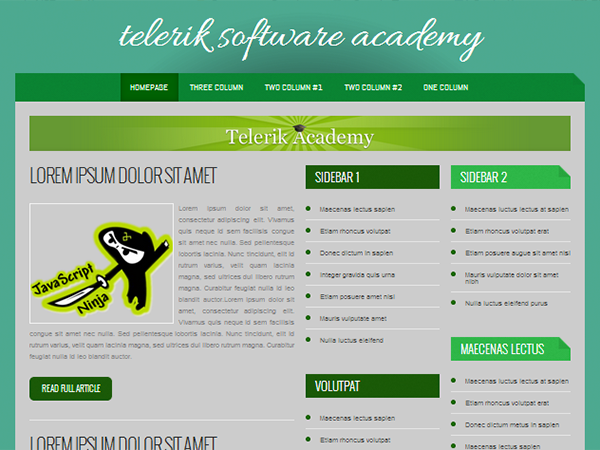 telerik software academy
HOMEPAGE THREE COLUMN TWO COLUMN #1 TWO COLUMN #2 ONE COLUMN
Telerik Academy
LOREM IPSUM DOLOR SIT AMET
JavaScript
Ninja
Lorem ipsum dolor sit amet,
consectetur adipiscing elit. Vivamus
quis neque id sem facilisis congue
sit amet nec nulla. Sed pellentesque
lobortis lacinia. Nunc tincidunt, elit id
rutrum varius, velit uma condimentum
magna, sed ultrices dui libero id erat.
Curabitur feugiat nulla id leo
blandit auctor.Lorem ipsum dolor sit
amet, consectetur adipiscing elit.
Vivamus quis neque id sem facilisis
congue sit amet nec nulla. Sed pellentesque lobortis lacinia. Nunc tincidunt, elit id
rutrum varius, velit libero rutrum magna, sed ultrices dui libero rutrum magna. Curabitur
feugiat nulla id leo blandit auctor.
READ FULL ARTICLE
LOREM IPSUM DOLOR SIT AMET
SIDEBAR 1
Maecenas lectus sapien
Etiam rhoncus volutpat
Donec dictum in sapien
Integer gravida quis urna
Etiam posuere amet nisl
Mauris vulputate amet
Nulla luctus eleifend
VOLUTPAT
Maecenas lectus sapien
Etiam rhoncus volutpat
SIDEBAR 2
Maecenas luctus lectus at sapien
Etiam rhoncus volutpat erat
Etiam posuere augue sit amet nisl
Mauris vulputate dolor sit amet
nibh
Nulla luctus eleifend purus
MAECENAS LECTUS
Maecenas luctus lectus at sapien
Etiam rhoncus volutpat erat
Donec dictum metus in sapien
Maecenas luctus lectus at sapien